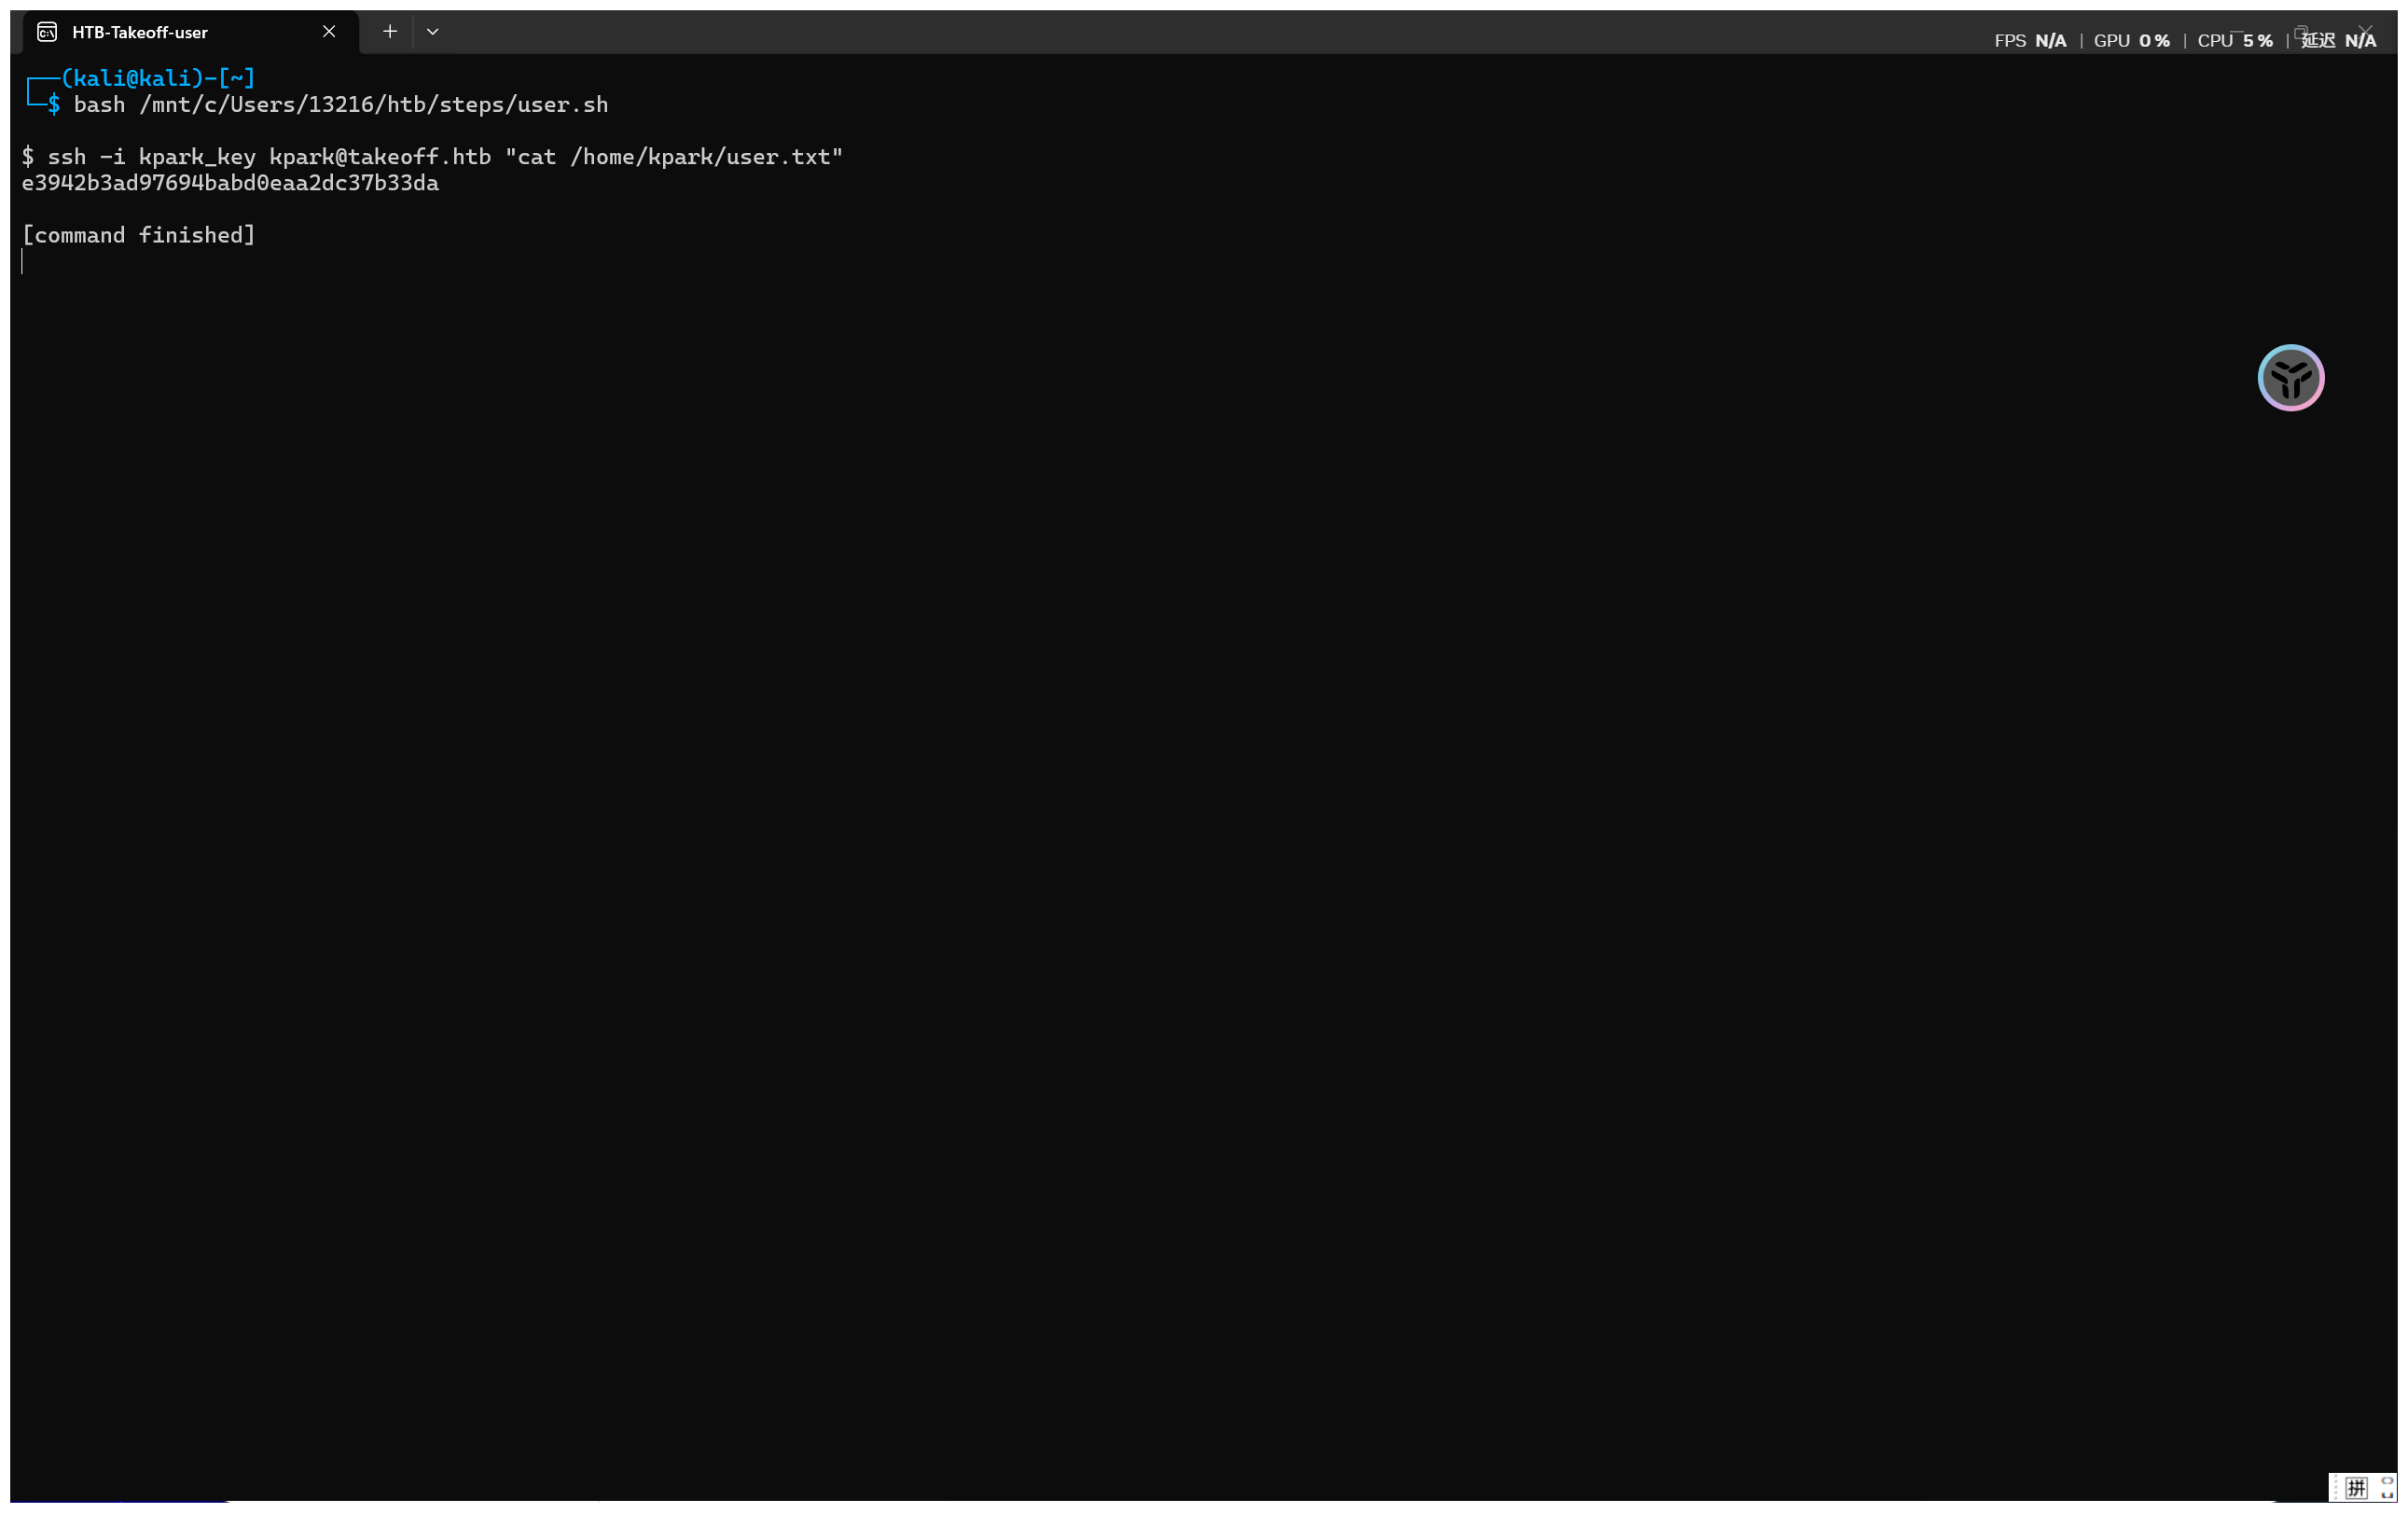 HTB-Takeoff-user
FPS N/A | GPU 0 % | CPU 5 % | 延迟 N/A
(kali@kali)-[~]
$ bash /mnt/c/Users/13216/htb/steps/user.sh
$ ssh -i kpark_key kpark@takeoff.htb "cat /home/kpark/user.txt"
e3942b3ad97694babd0eaa2dc37b33da
[command finished]
拼